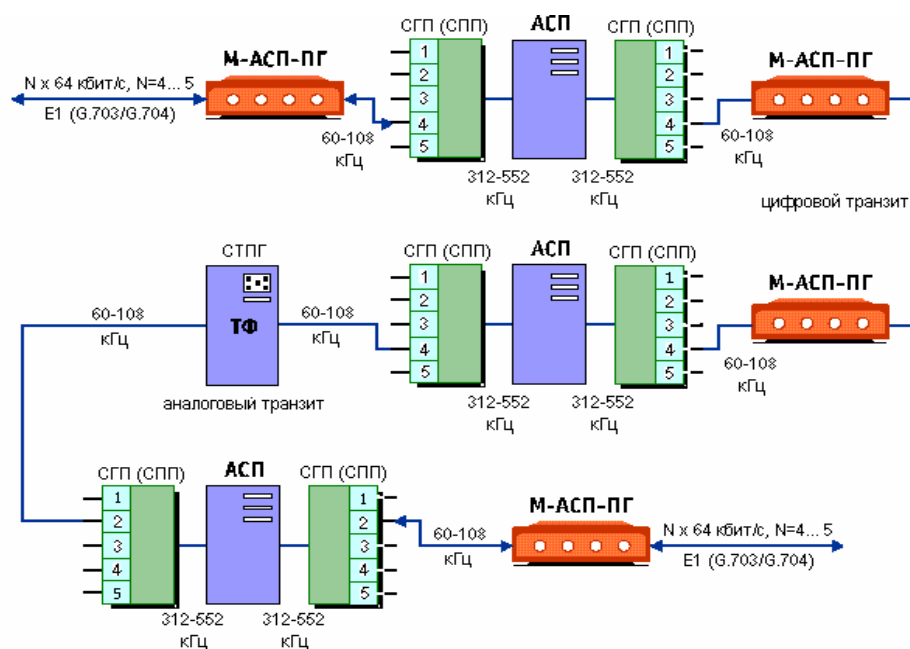 СГП (СПП)
АСП
СГП (СПП)
М-АСП-ПГ
М-АСП-ПГ
N x 64 кбит/с, N=4... 5
E1 (G.703/G.704)
1
2
3
4
5
1
2
3
4
5
60-108
кГц
60-108
кГц
312-552
кГц
312-552
кГц
цифровой транзит
СТПГ
СГП (СПП)
АСП
СГП (СПП)
М-АСП-ПГ
60-108
кГц
ТФ
60-108
кГц
1
2
3
4
5
1
2
3
4
5
60-108
кГц
аналоговый транзит
312-552
кГц
312-552
кГц
СГП (СПП)
АСП
СГП (СПП)
М-АСП-ПГ
1
2
3
4
5
1
2
3
4
5
60-108
кГц
N x 64 кбит/с, N=4... 5
E1 (G.703/G.704)
312-552
кГц
312-552
кГц